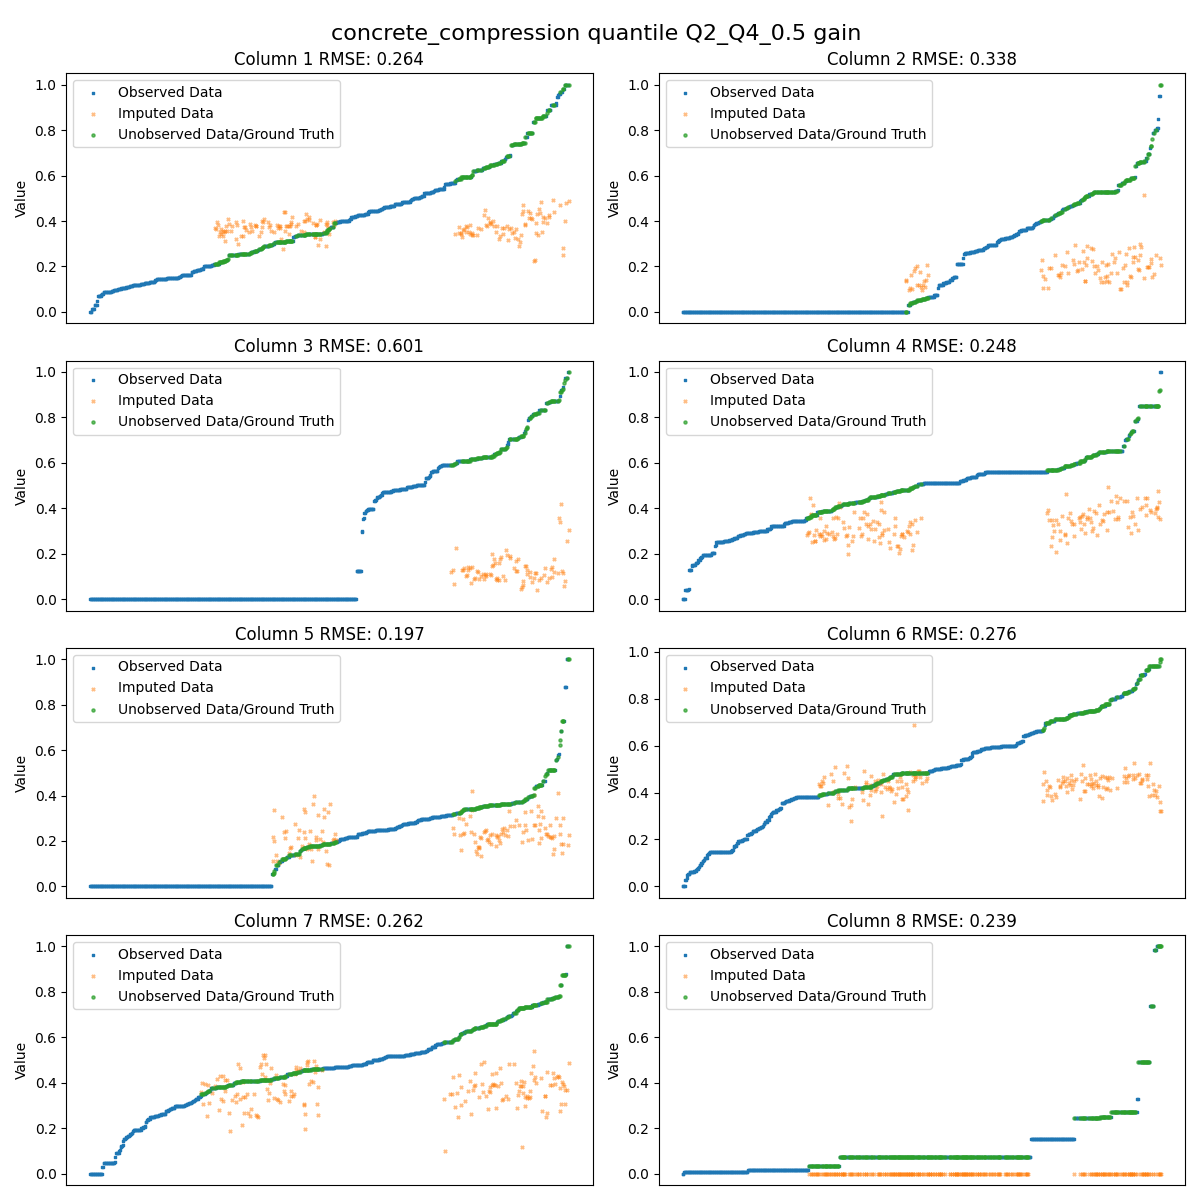 concrete_compression quantile Q2_Q4_0.5 gain
Column 1 RMSE: 0.264
Column 2 RMSE: 0.338
1.0
0.8
0.6
0.4
0.2
0.0
Value
Observed Data
Imputed Data
Unobserved Data/Ground Truth
1.0
0.8
0.6
0.4
0.2
0.0
Value
Observed Data
Imputed Data
Unobserved Data/Ground Truth
Column 3 RMSE: 0.601
Column 4 RMSE: 0.248
1.0
0.8
0.6
0.4
0.2
0.0
Value
Observed Data
Imputed Data
Unobserved Data/Ground Truth
1.0
0.8
0.6
0.4
0.2
0.0
Value
Observed Data
Imputed Data
Unobserved Data/Ground Truth
Column 5 RMSE: 0.197
Column 6 RMSE: 0.276
1.0
0.8
0.6
0.4
0.2
0.0
Value
Observed Data
Imputed Data
Unobserved Data/Ground Truth
1.0
0.8
0.6
0.4
0.2
0.0
Value
Observed Data
Imputed Data
Unobserved Data/Ground Truth
Column 7 RMSE: 0.262
Column 8 RMSE: 0.239
1.0
0.8
0.6
0.4
0.2
0.0
Value
Observed Data
Imputed Data
Unobserved Data/Ground Truth
1.0
0.8
0.6
0.4
0.2
0.0
Value
Observed Data
Imputed Data
Unobserved Data/Ground Truth